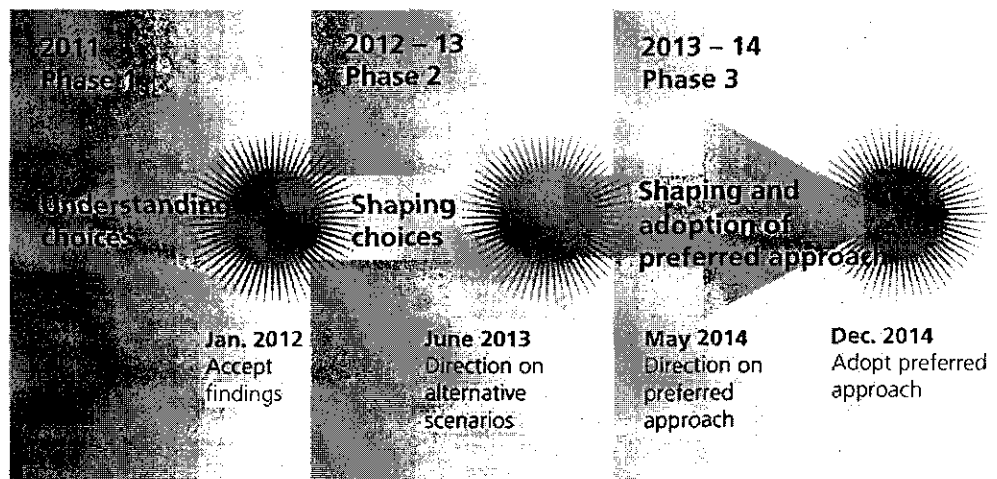 2011
Phase 1
Understanding
choices
Jan. 2012
Accept
findings
2012 – 13
Phase 2
Shaping
choices
June 2013
Direction on
alternative
scenarios
2013 – 14
Phase 3
Shaping and
adoption of
preferred approach
May 2014
Direction on
preferred
approach
Dec. 2014
Adopt preferred
approach